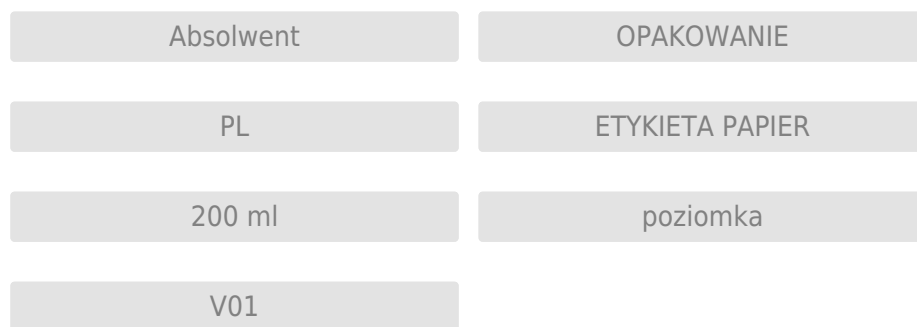 Absolwent
OPAKOWANIE
PL
ETYKIETA PAPIER
200 ml
poziomka
V01